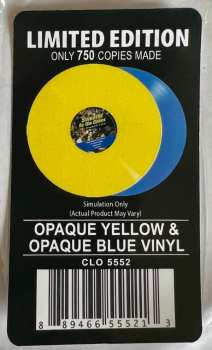 LIMITED EDITION
ONLY 750 COPIES MADE
Simulation Only
(Actual Product May Vary)
OPAQUE YELLOW &
OPAQUE BLUE VINYL
CLO 5552
8 89466 55521 3